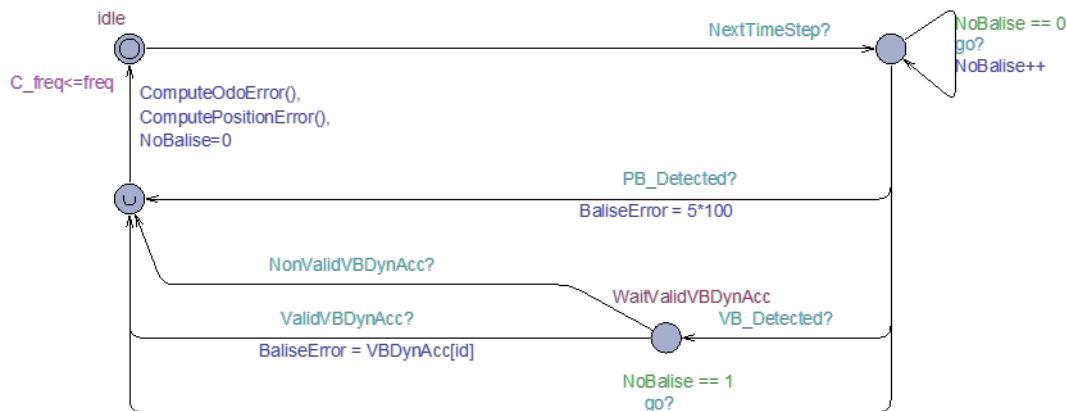 idle
NextTimeStep?
NoBalise == 0
go?
NoBalise++
C_freq<=freq
ComputeOdoError(),
ComputePositionError(),
NoBalise=0
PB_Detected?
BaliseError = 5*100
NonValidVBDynAcc?
WaitValidVBDynAcc
ValidVBDynAcc?
VB_Detected?
BaliseError = VBDynAcc[id]
NoBalise == 1
go?